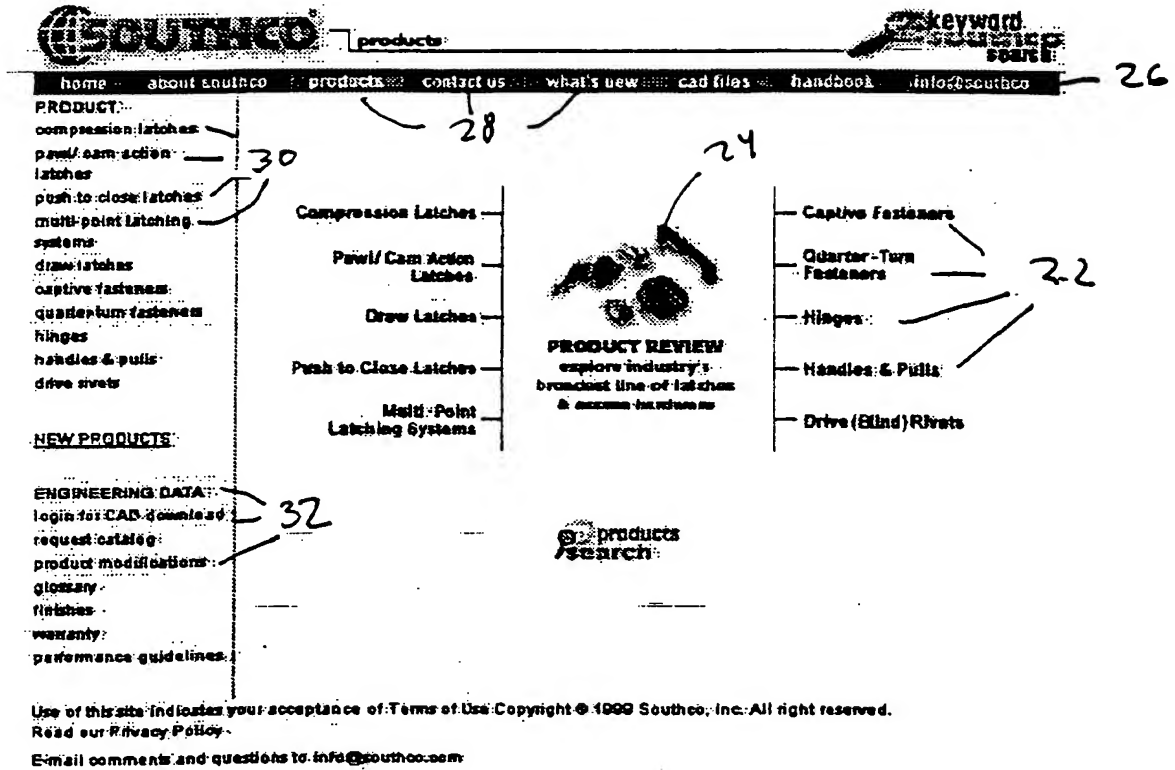 SOUTHCO
products
keyword
southco
search
home about southco products contact us what's new cad files handbook info@southco
26
28
PRODUCT
compression latches
pawl/ cam action
latches
push to close latches
multi-point latching
systems
draw latches
captive fasteners
quarter-turn fasteners
hinges
handles & pulls
drive rivets
30
NEW PRODUCTS
ENGINEERING DATA
login for CAD download
request catalog
product modifications
glossary
finishes
warranty
performance guidelines
32
Compression Latches
Pawl/ Cam Action
Latches
Draw Latches
Push to Close Latches
Multi-Point
Latching Systems
24
PRODUCT REVIEW
explore industry's
broadest line of latches
& access hardware
Captive Fasteners
Quarter-Turn
Fasteners
Hinges
Handles & Pulls
Drive (Blind) Rivets
22
products
search
Use of this site indicates your acceptance of Terms of Use Copyright © 1999 Southco, Inc. All right reserved.
Read our Privacy Policy
E-mail comments and questions to info@southco.com